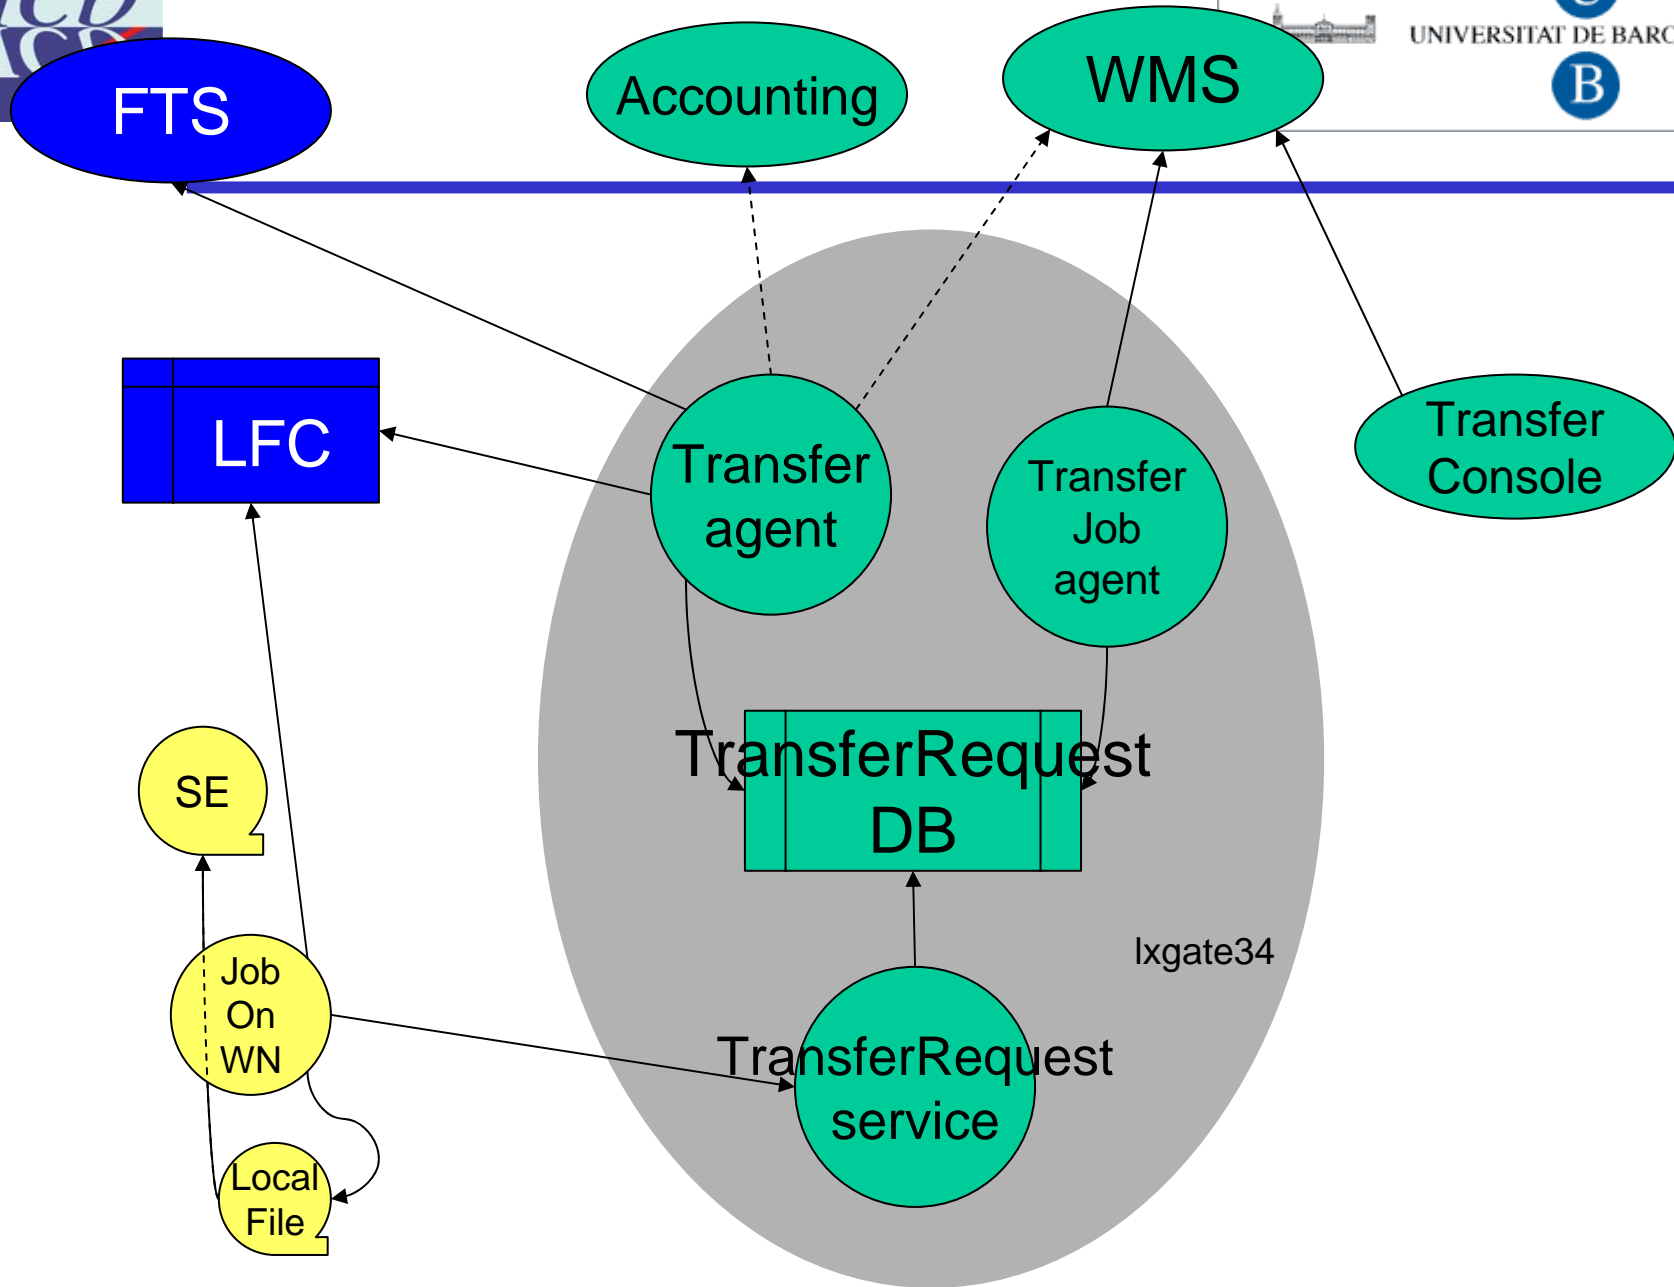 UNIVERSITAT DE BARC
B
FTS
Accounting
WMS
LFC
Transfer
agent
Transfer
Job
agent
Transfer
Console
TransferRequest
DB
SE
lxgate34
Job
On
WN
TransferRequest
service
Local
File